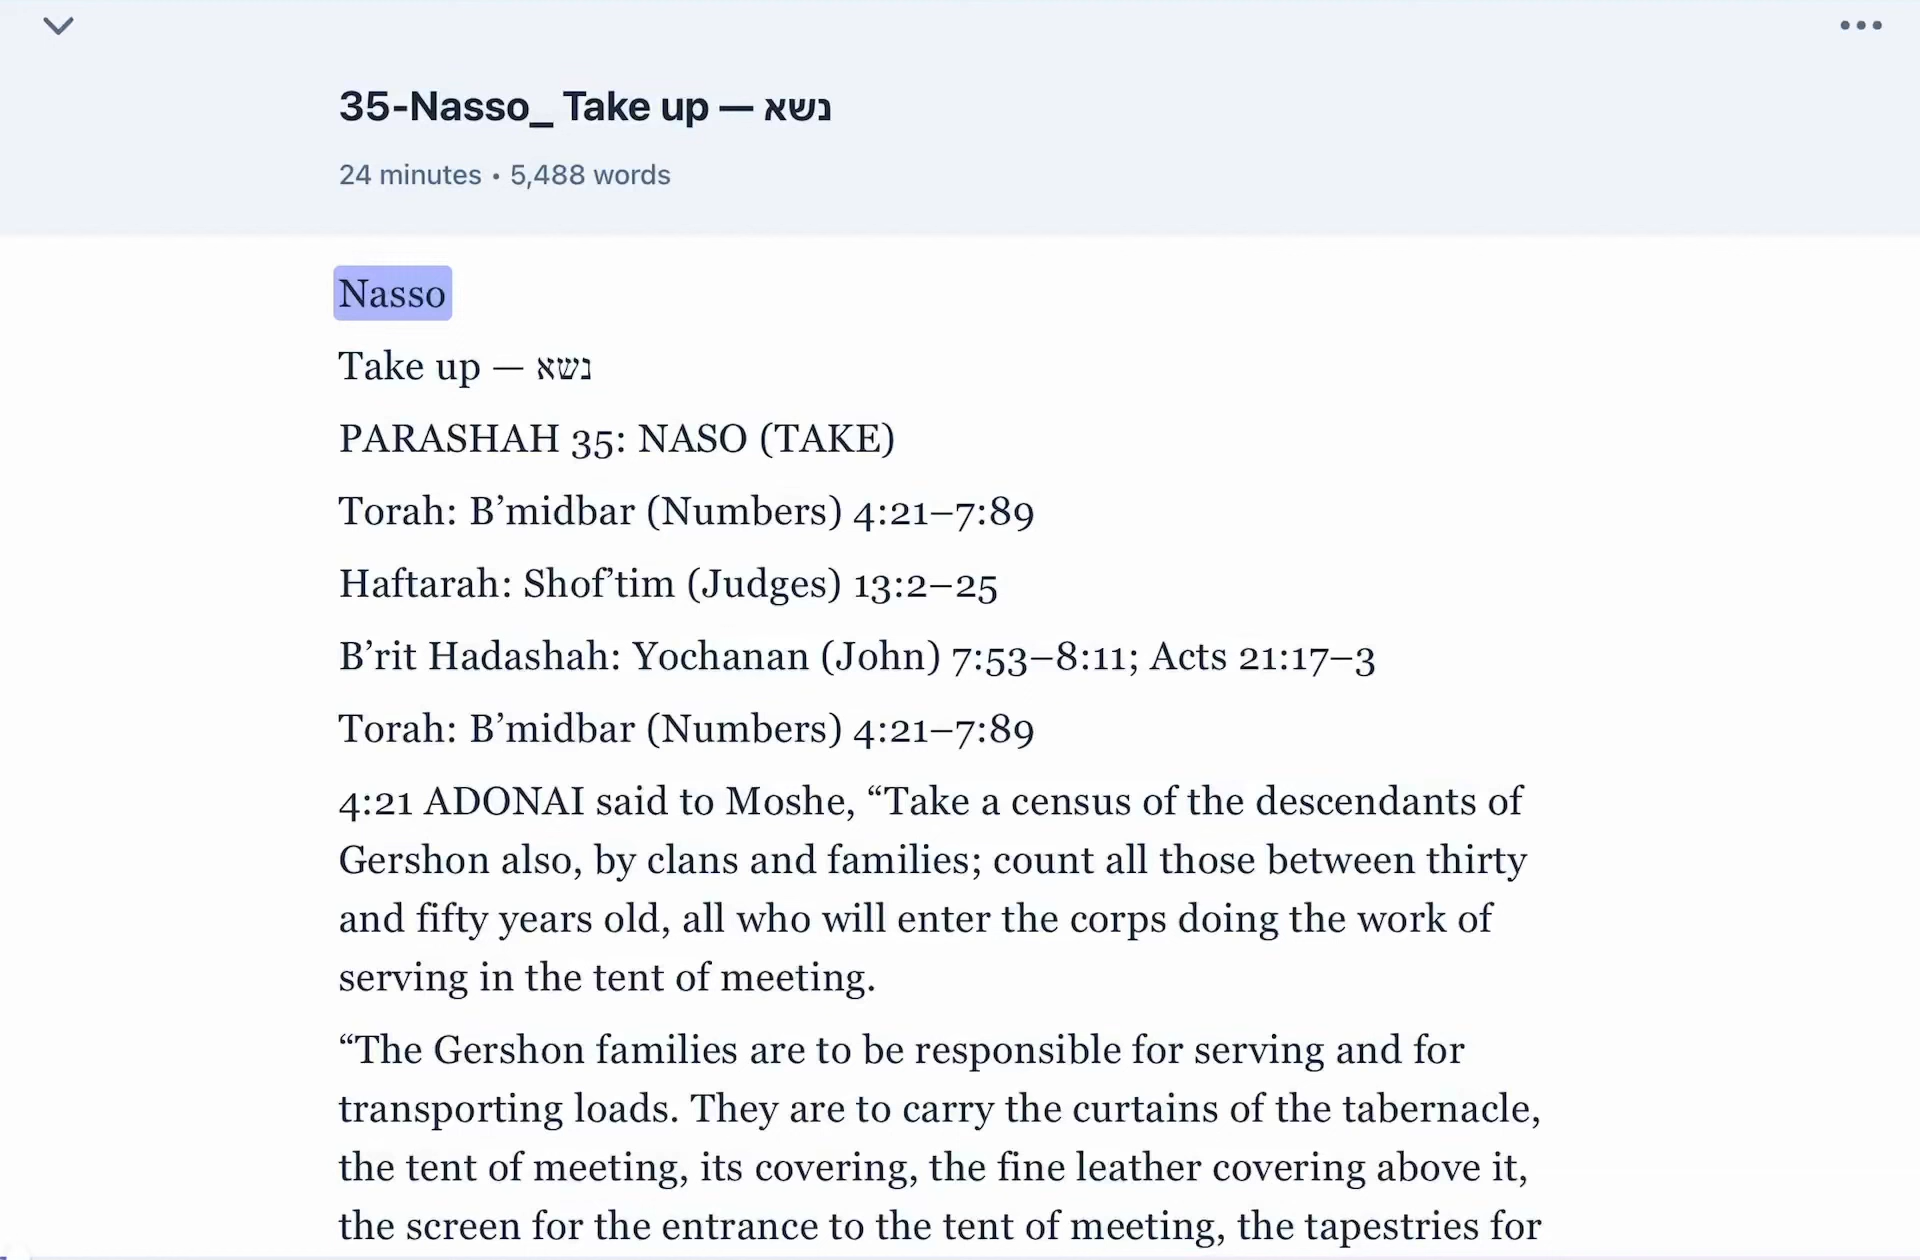 35-Nasso_ Take up — נשא
24 minutes • 5,488 words
Nasso
Take up — נשא
PARASHAH 35: NASO (TAKE)
Torah: B’midbar (Numbers) 4:21–7:89
Haftarah: Shof’tim (Judges) 13:2–25
B’rit Hadashah: Yochanan (John) 7:53–8:11; Acts 21:17–3
Torah: B’midbar (Numbers) 4:21–7:89
4:21 ADONAI said to Moshe, “Take a census of the descendants of
Gershon also, by clans and families; count all those between thirty
and fifty years old, all who will enter the corps doing the work of
serving in the tent of meeting.
“The Gershon families are to be responsible for serving and for
transporting loads. They are to carry the curtains of the tabernacle,
the tent of meeting, its covering, the fine leather covering above it,
the screen for the entrance to the tent of meeting, the tapestries for